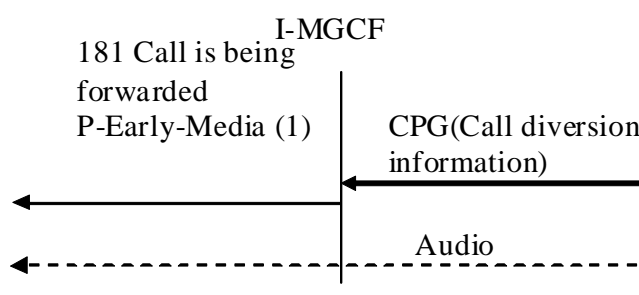 I-MGCF
181 Call is being
forwarded
P-Early-Media (1)
CPG(Call diversion
information)
Audio